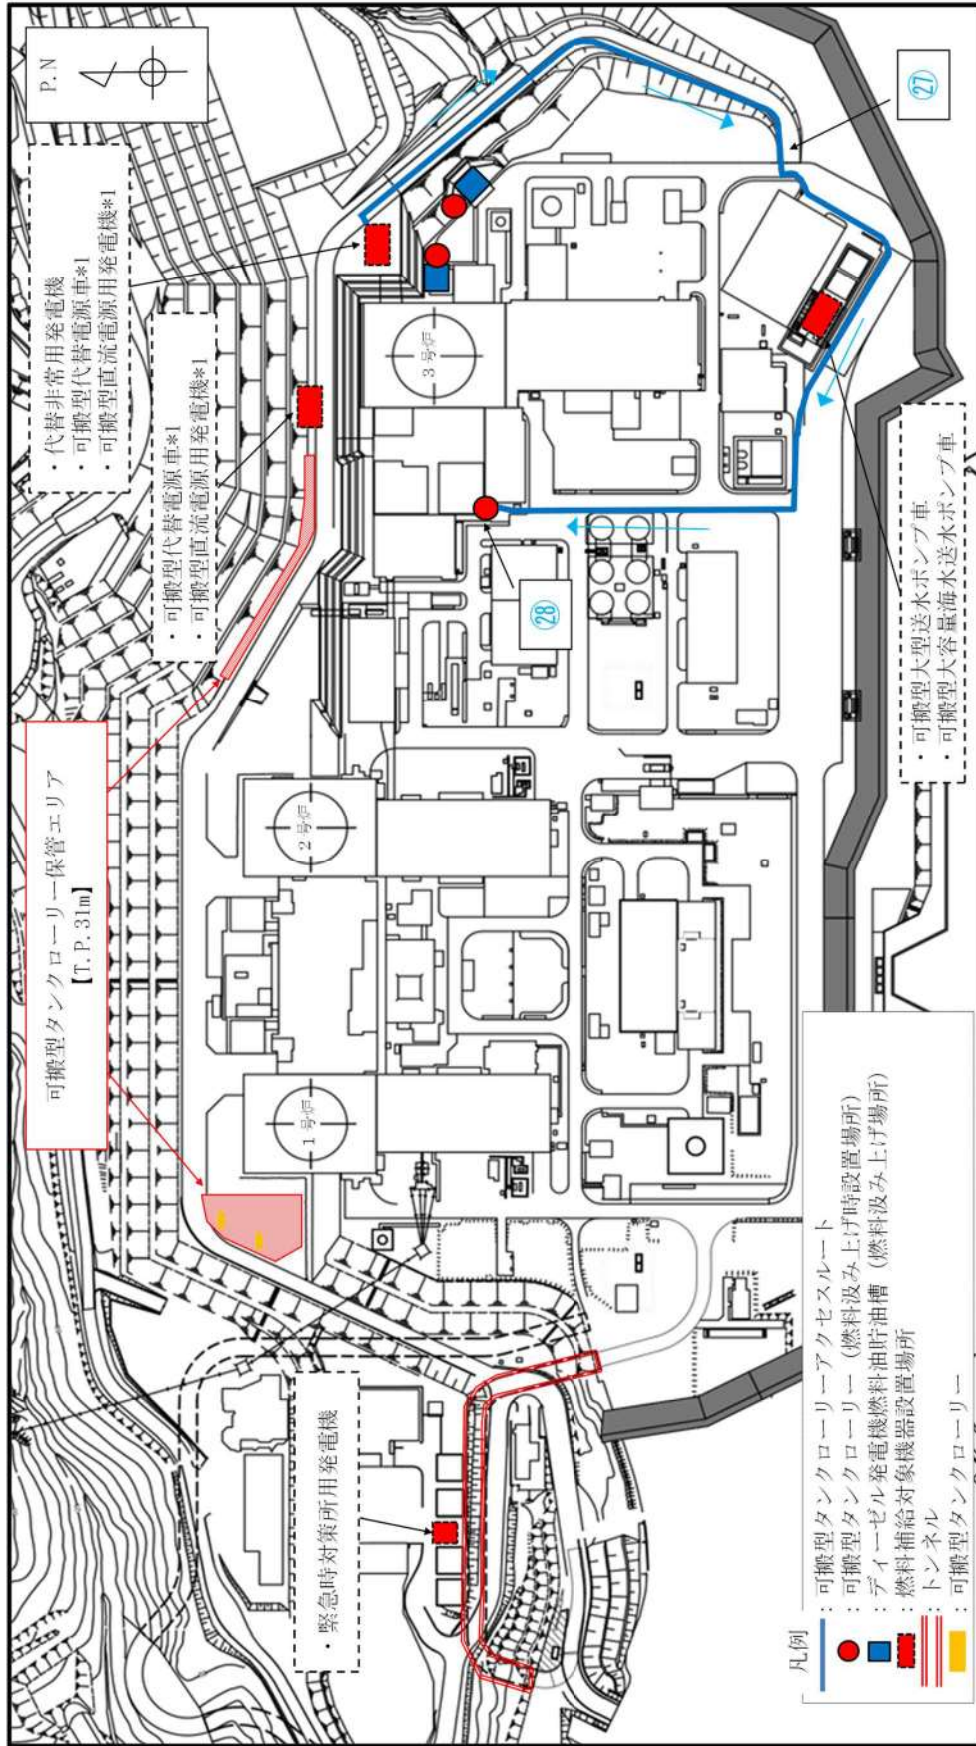 P.N
・代替非常用発電機
・可搬型代替電源車*1
・可搬型直流電源用発電機*1
・可搬型代替電源車*1
・可搬型直流電源用発電機*1
可搬型タンクローリー保管エリア
【T.P.31m】
・緊急時対策所用発電機
1号炉
2号炉
3号炉
㉗
㉘
・可搬型大型送水ポンプ車
・可搬型大容量海水送水ポンプ車
凡例
：可搬型タンクローリーアクセスルート
：可搬型タンクローリー（燃料汲み上げ時設置場所）
：ディーゼル発電機燃料油貯油槽（燃料汲み上げ場所）
：燃料補給対象機器設置場所
：トンネル
：可搬型タンクローリー